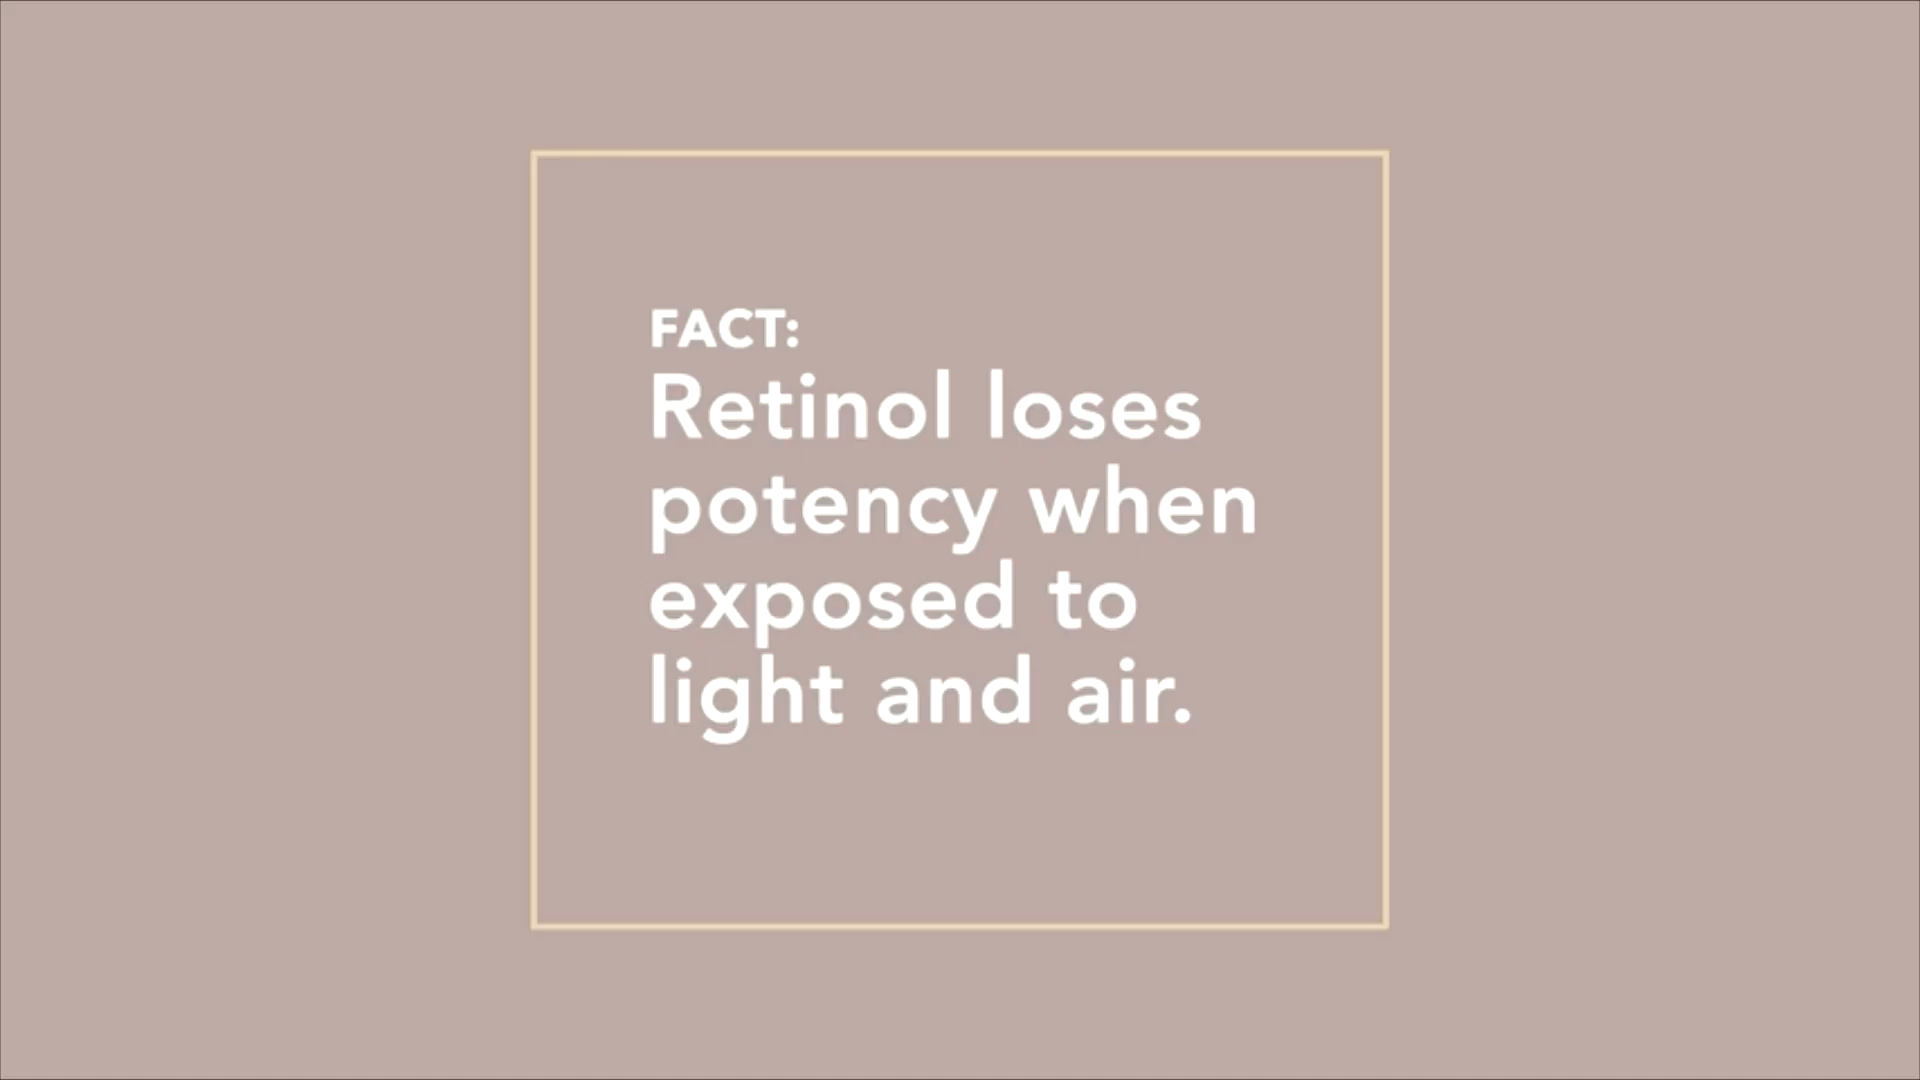 FACT:
Retinol loses
potency when
exposed to
light and air.